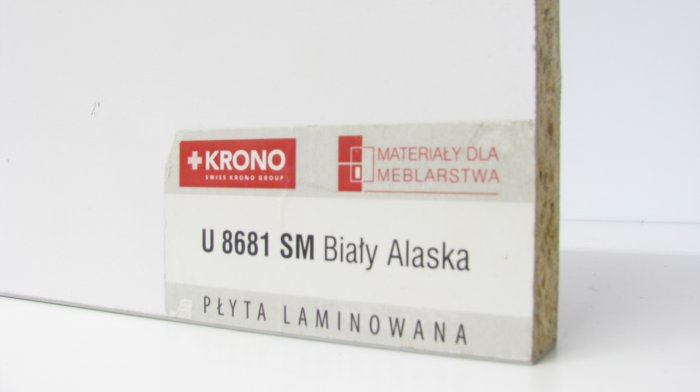 KRONO
SWISS KRONO GROUP
MATERIAŁY DLA
MEBLARSTWA
U 8681 SM Biały Alaska
PŁYTA LAMINOWANA